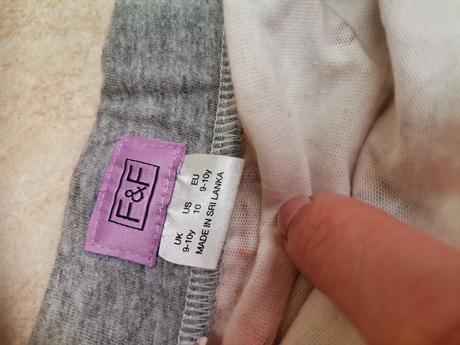 F&F
UK US EU
9-10y 10 9-10y
MADE IN SRI LANKA